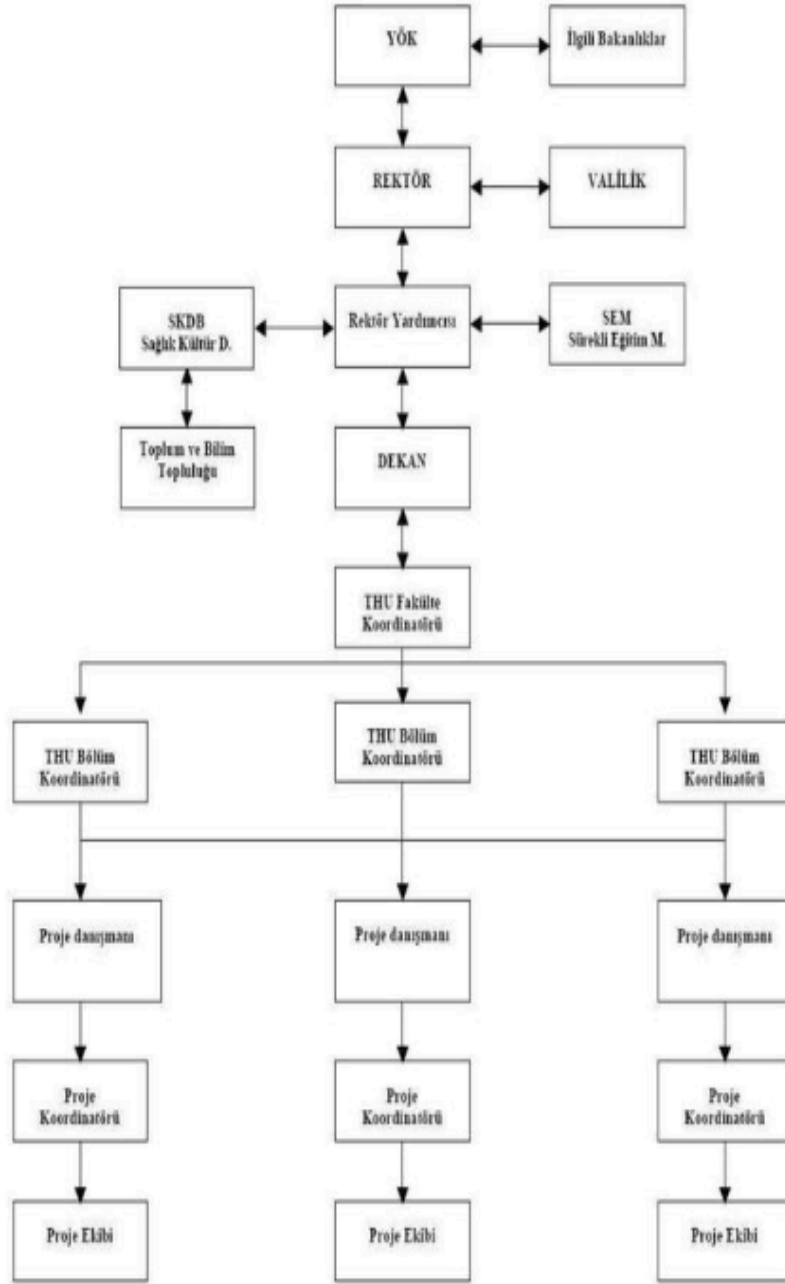 YÖK
İlgili Bakanlıklar
REKTÖR
VALİLİK
SKDB
Sağlık Kültür D.
Rektör Yardımcısı
SEM
Sürekli Eğitim M.
Toplum ve Bilim
Topluluğu
DEKAN
THU Fakülte
Koordinatörü
THU Bölüm
Koordinatörü
THU Bölüm
Koordinatörü
THU Bölüm
Koordinatörü
Proje danışmanı
Proje danışmanı
Proje danışmanı
Proje
Koordinatörü
Proje
Koordinatörü
Proje
Koordinatörü
Proje Ekibi
Proje Ekibi
Proje Ekibi